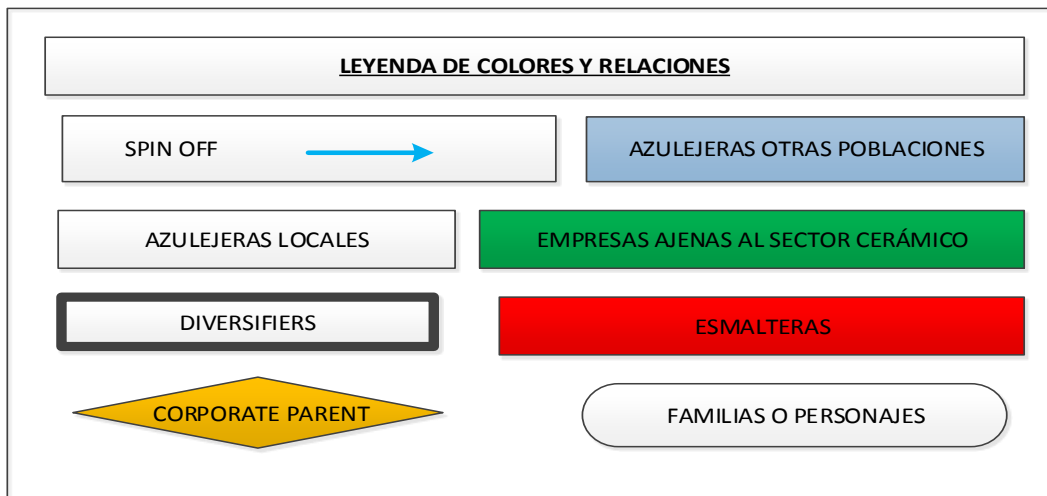 LEYENDA DE COLORES Y RELACIONES
SPIN OFF
AZULEJERAS OTRAS POBLACIONES
AZULEJERAS LOCALES
EMPRESAS AJENAS AL SECTOR CERÁMICO
DIVERSIFIERS
ESMALTERAS
CORPORATE PARENT
FAMILIAS O PERSONAJES